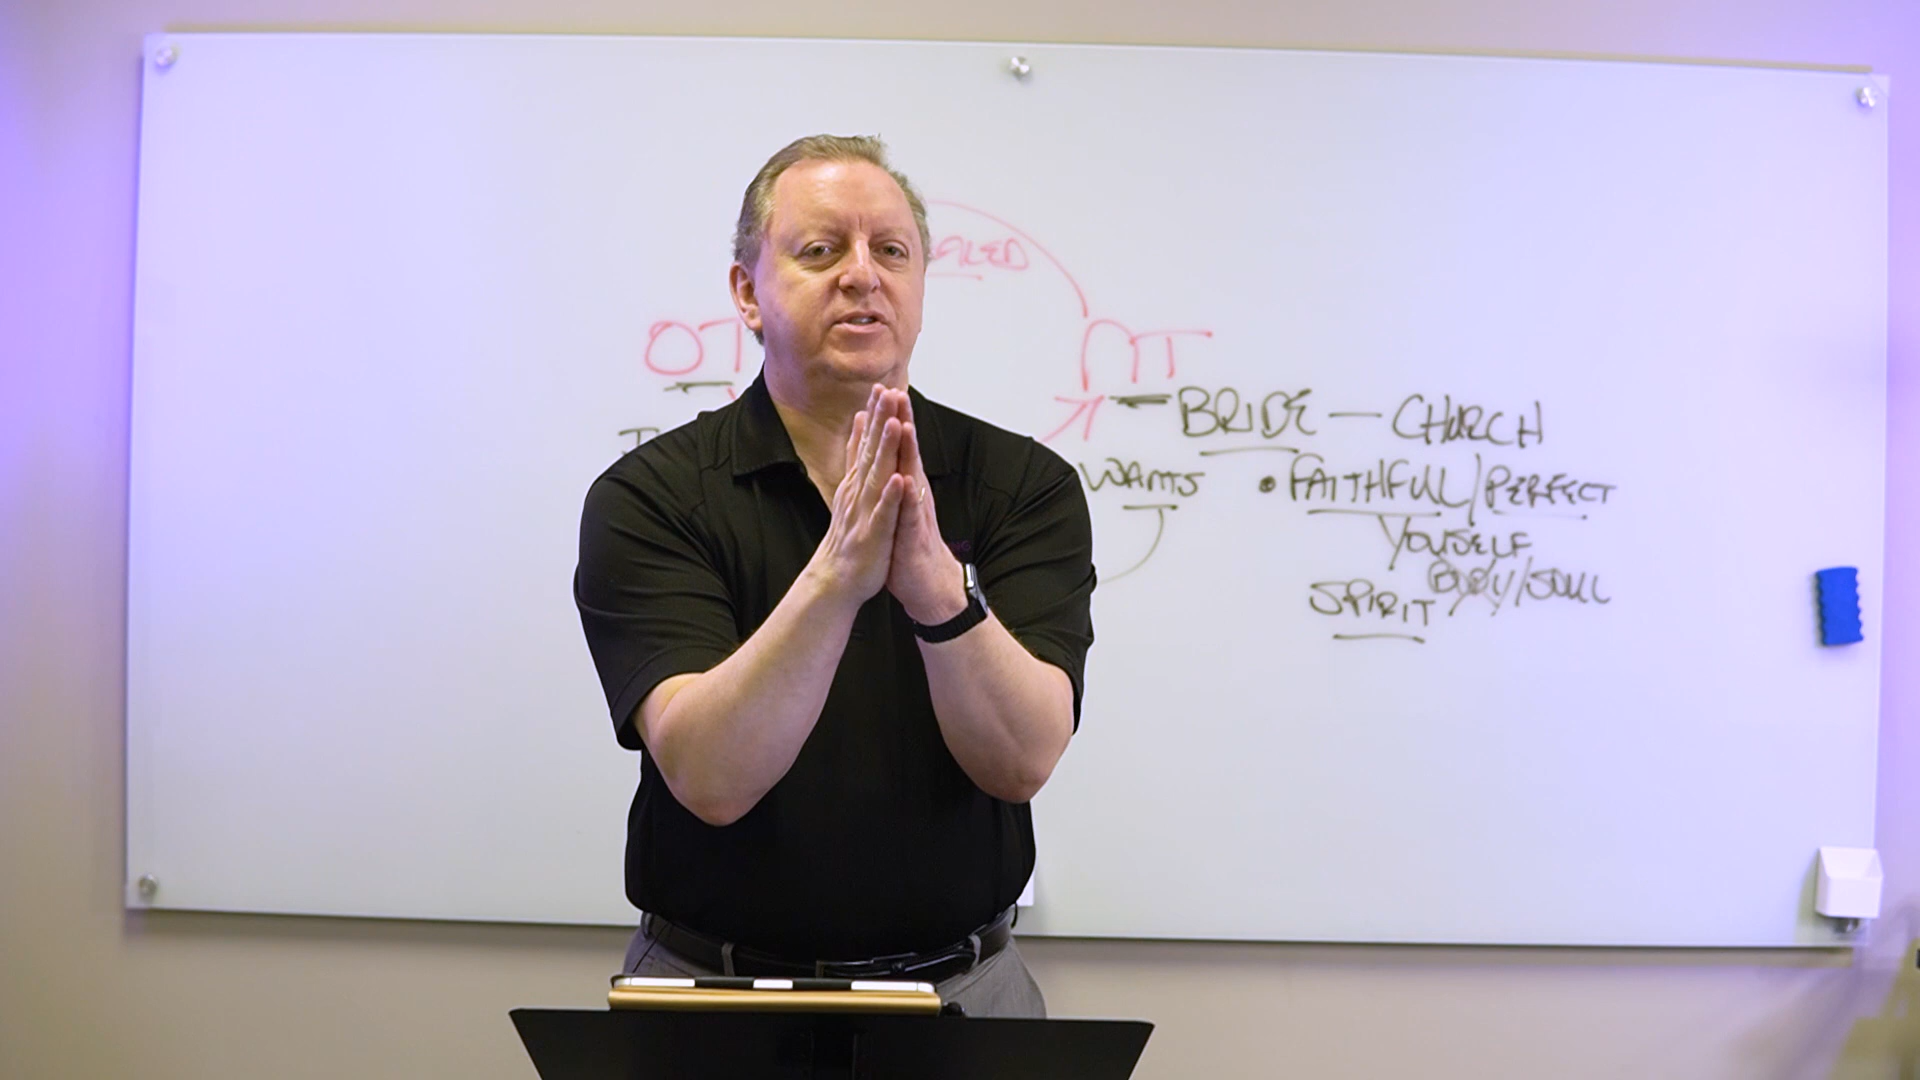 OT
NT
BRIDE — CHURCH
WANTS • FAITHFUL/PERFECT
YOURSELF
SPIRIT BODY/SOUL